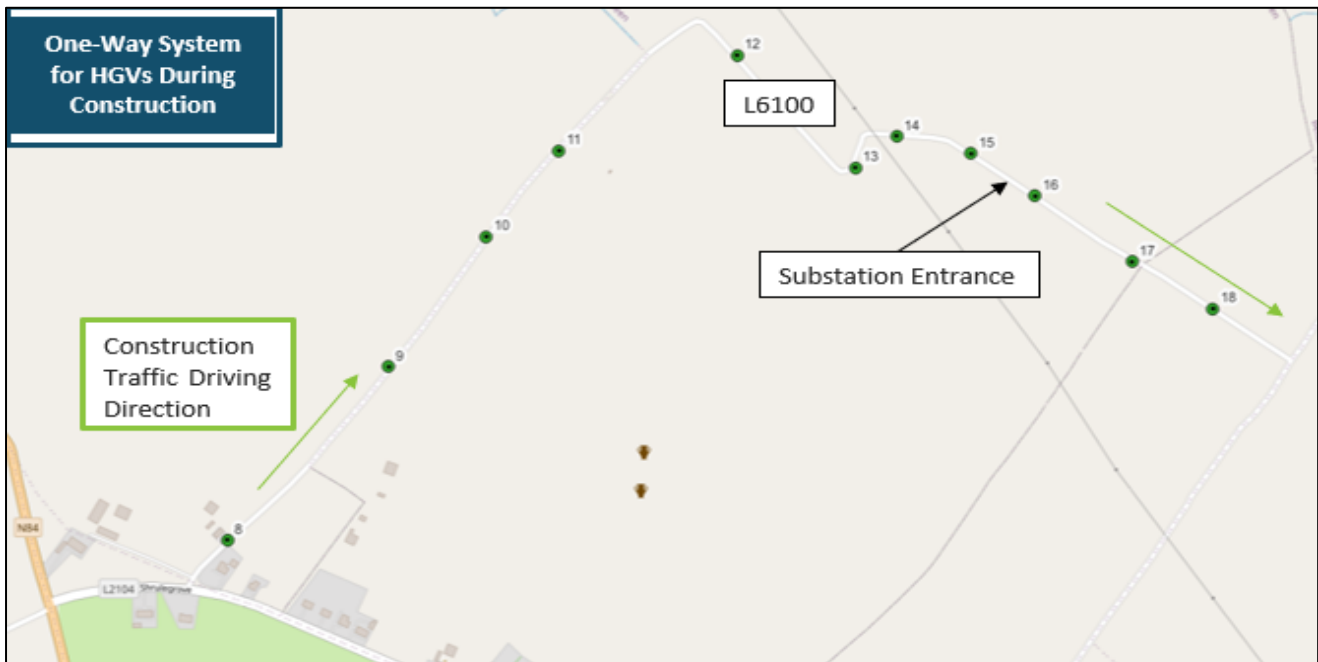 One-Way System
for HGVs During
Construction
12
L6100
11
14
13
15
16
10
Substation Entrance
17
18
Construction
Traffic Driving
Direction
9
8
N84
L2104
Shrulegrove